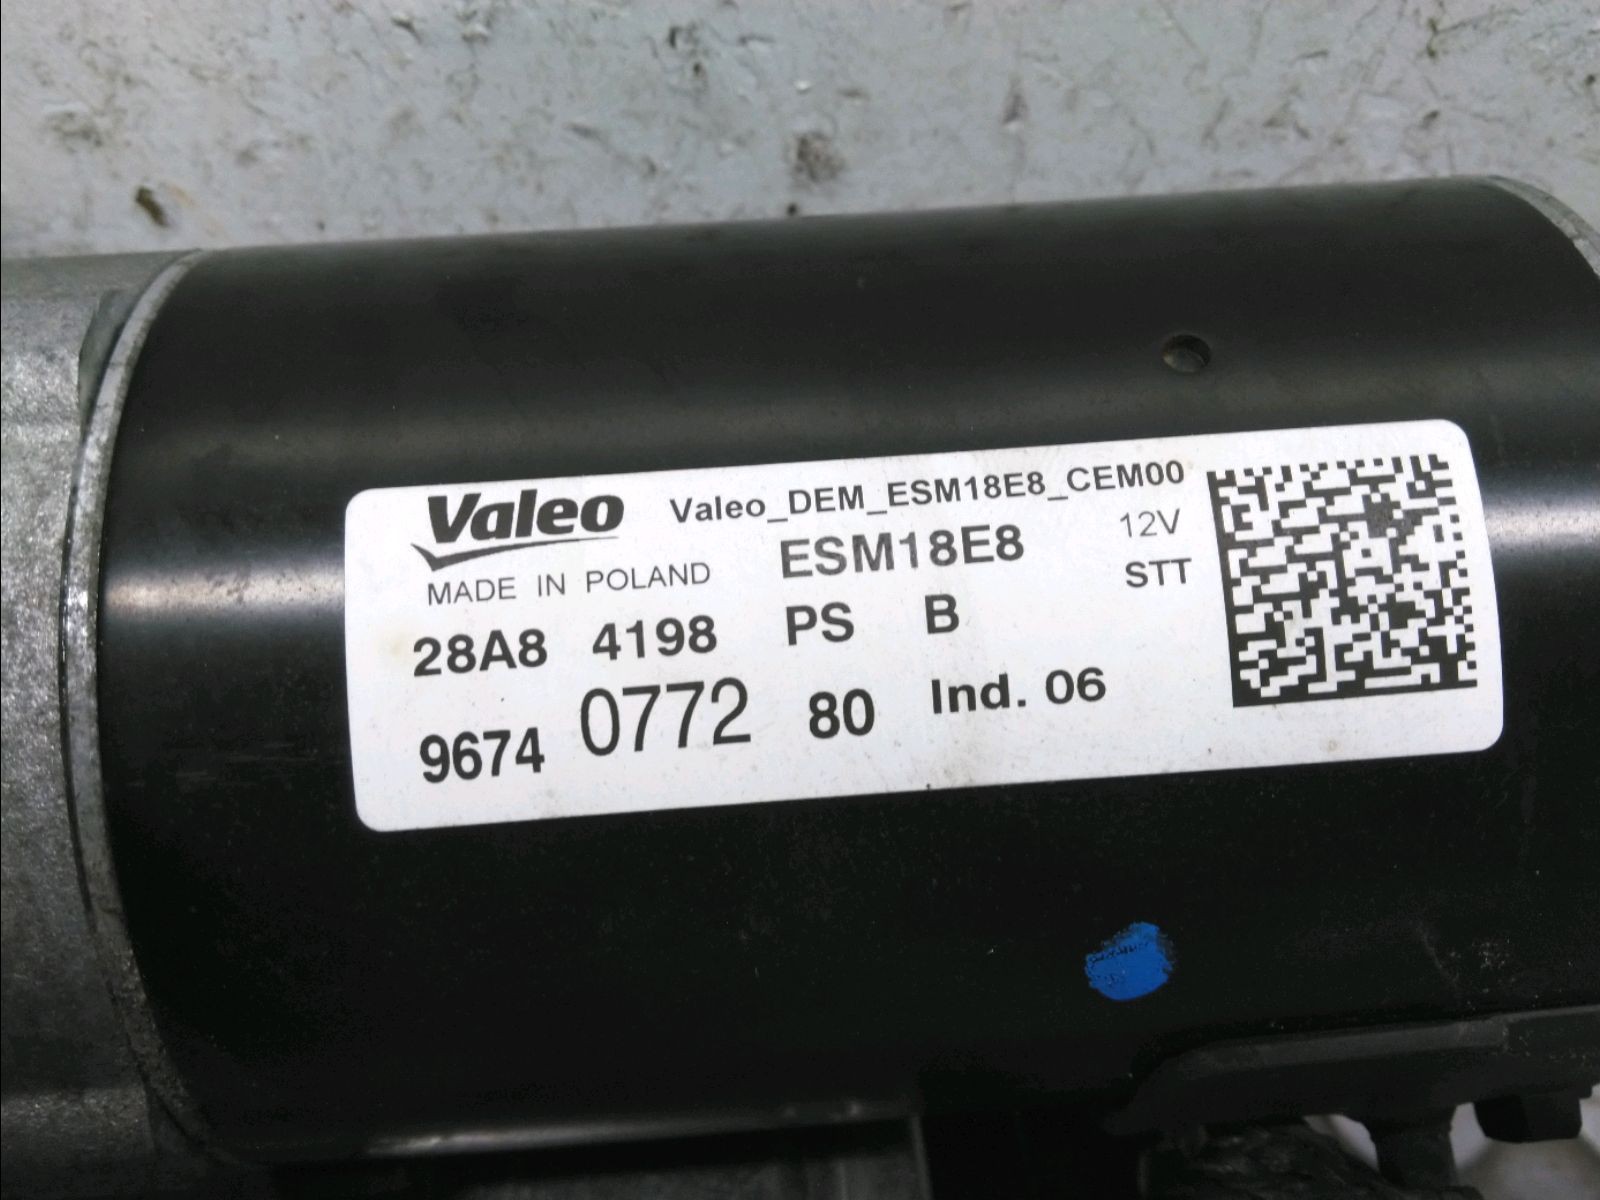 Valeo Valeo_DEM_ESM18E8_CEM00
MADE IN POLAND ESM18E8 12V
STT
28A8 4198 PS B
9674 0772 80 Ind. 06